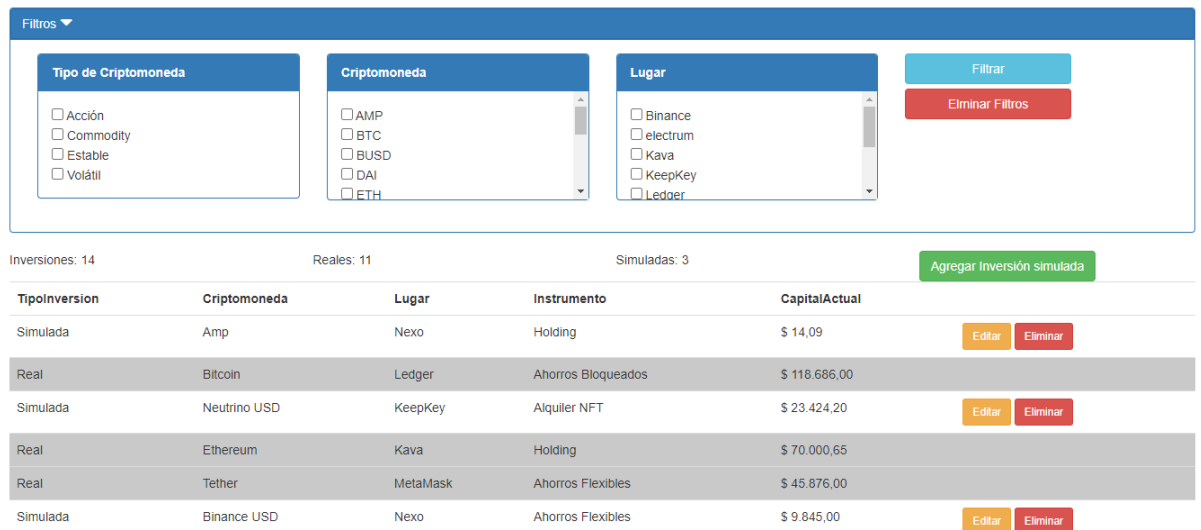 Filtros
Tipo de Criptomoneda
Acción
Commodity
Estable
Volátil
Criptomoneda
AMP
BTC
BUSD
DAI
ETH
Lugar
Binance
electrum
Kava
KeepKey
Ledger
Filtrar
Elminar Filtros
Inversiones: 14 Reales: 11 Simuladas: 3 Agregar Inversión simulada
TipoInversion Criptomoneda Lugar Instrumento CapitalActual
Simulada Amp Nexo Holding $ 14,09 Editar Eliminar
Real Bitcoin Ledger Ahorros Bloqueados $ 118.686,00
Simulada Neutrino USD KeepKey Alquiler NFT $ 23.424,20 Editar Eliminar
Real Ethereum Kava Holding $ 70.000,65
Real Tether MetaMask Ahorros Flexibles $ 45.876,00
Simulada Binance USD Nexo Ahorros Flexibles $ 9.845,00 Editar Eliminar